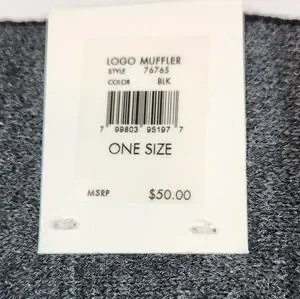 LOGO MUFFLER
STYLE 76765
COLOR BLK
7 99803 95197 7
ONE SIZE
MSRP $50.00